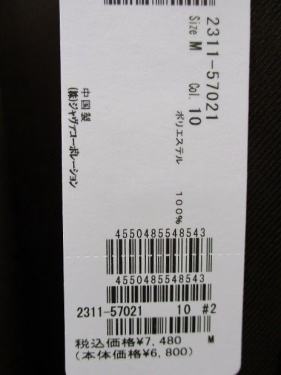 2311-57021
Size M Col. 10
ポリエステル 100%
中国製
(株)ジャヴァコーポレーション
4550485548543
4550485548543
2311-57021 10 #2
税込価格¥7,480 M
(本体価格¥6,800)